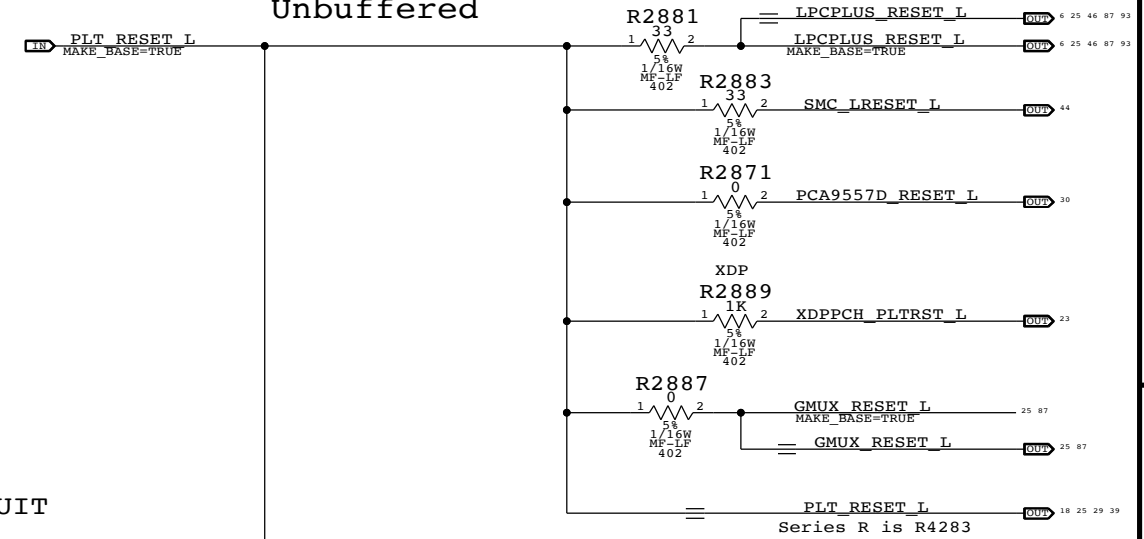 Unbuffered
IN PLT_RESET_L
MAKE_BASE=TRUE
R2881
1 33 2
5%
1/16W
MF-LF
402
LPCPLUS_RESET_L OUT 6 25 46 87 93
LPCPLUS_RESET_L OUT 6 25 46 87 93
MAKE_BASE=TRUE
R2883
1 33 2
5%
1/16W
MF-LF
402
SMC_LRESET_L OUT 44
R2871
1 0 2
5%
1/16W
MF-LF
402
PCA9557D_RESET_L OUT 30
XDP
R2889
1 1K 2
5%
1/16W
MF-LF
402
XDPPCH_PLTRST_L OUT 23
R2887
1 0 2
5%
1/16W
MF-LF
402
GMUX_RESET_L 25 87
MAKE_BASE=TRUE
GMUX_RESET_L OUT 25 87
UIT
PLT_RESET_L OUT 18 25 29 39
Series R is R4283